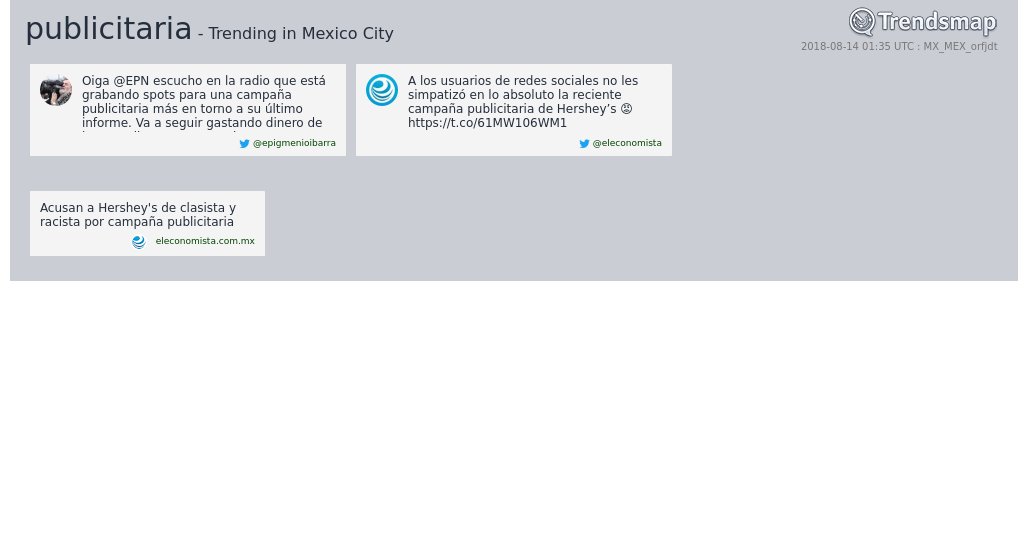 publicitaria - Trending in Mexico City
Trendsmap
2018-08-14 01:35 UTC : MX_MEX_orfjdt
Oiga @EPN escucho en la radio que está
grabando spots para una campaña
publicitaria más en torno a su último
informe. Va a seguir gastando dinero de
@epigmenioibarra
A los usuarios de redes sociales no les
simpatizó en lo absoluto la reciente
campaña publicitaria de Hershey’s 😡
https://t.co/61MW106WM1
@eleconomista
Acusan a Hershey's de clasista y
racista por campaña publicitaria
eleconomista.com.mx